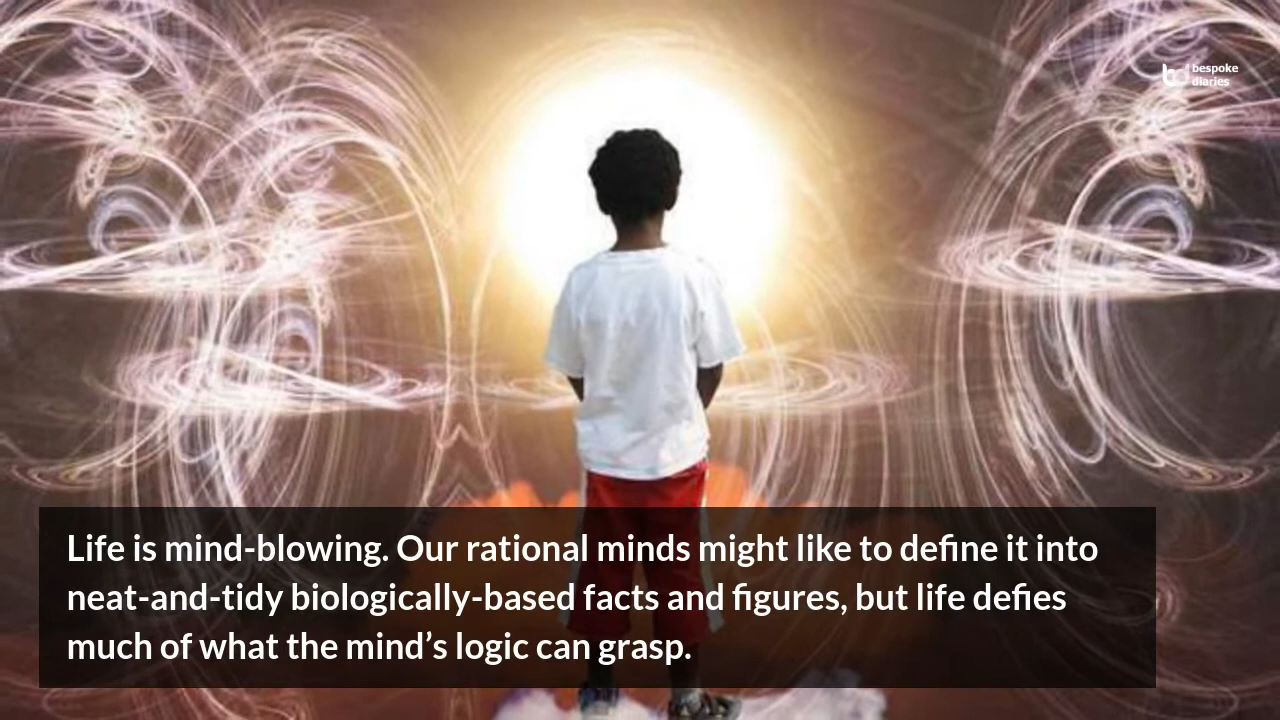 bespoke
diaries
Life is mind-blowing. Our rational minds might like to define it into
neat-and-tidy biologically-based facts and figures, but life defies
much of what the mind’s logic can grasp.